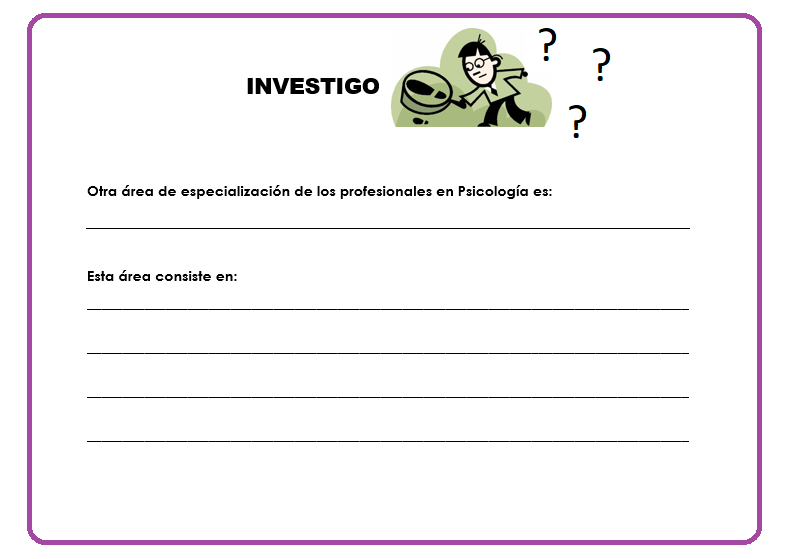 INVESTIGO
?
?
?
Otra área de especialización de los profesionales en Psicología es:
Esta área consiste en: